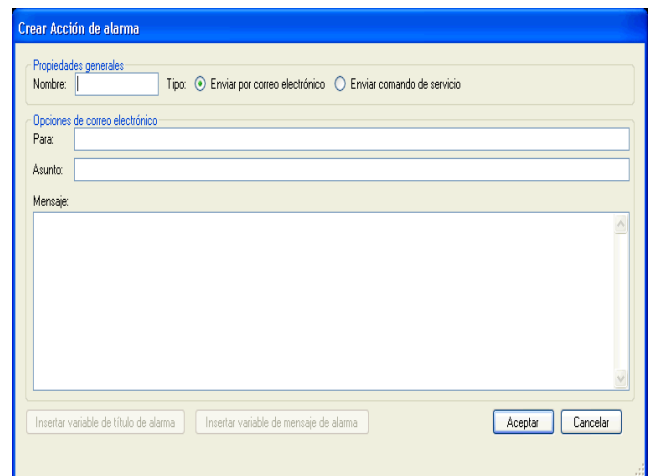 Crear Acción de alarma
Propiedades generales
Nombre: Tipo: Enviar por correo electrónico Enviar comando de servicio
Opciones de correo electrónico
Para:
Asunto:
Mensaje:
Insertar variable de título de alarma Insertar variable de mensaje de alarma Aceptar Cancelar